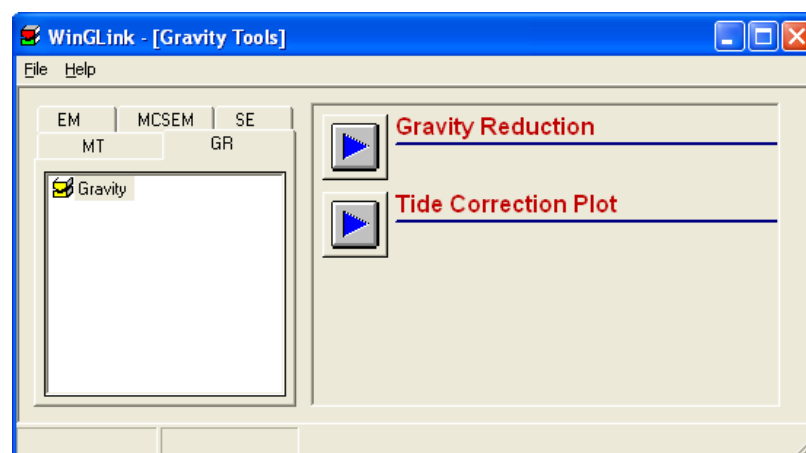 WinGLink - [Gravity Tools]
File Help
EM MCSEM SE
MT GR
Gravity
Gravity Reduction
Tide Correction Plot